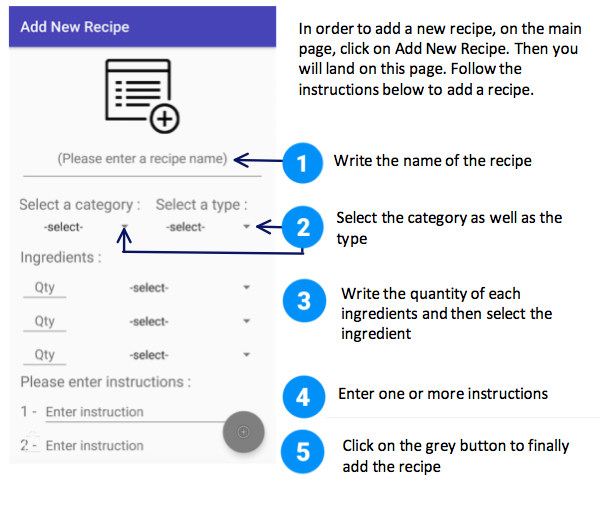 Add New Recipe
In order to add a new recipe, on the main
page, click on Add New Recipe. Then you
will land on this page. Follow the
instructions below to add a recipe.
(Please enter a recipe name)
1
Write the name of the recipe
Select a category :
Select a type :
-select-
-select-
2
Select the category as well as the
type
Ingredients :
Qty
-select-
Qty
-select-
Qty
-select-
3
Write the quantity of each
ingredients and then select the
ingredient
Please enter instructions :
1 - Enter instruction
2 - Enter instruction
4
Enter one or more instructions
5
Click on the grey button to finally
add the recipe